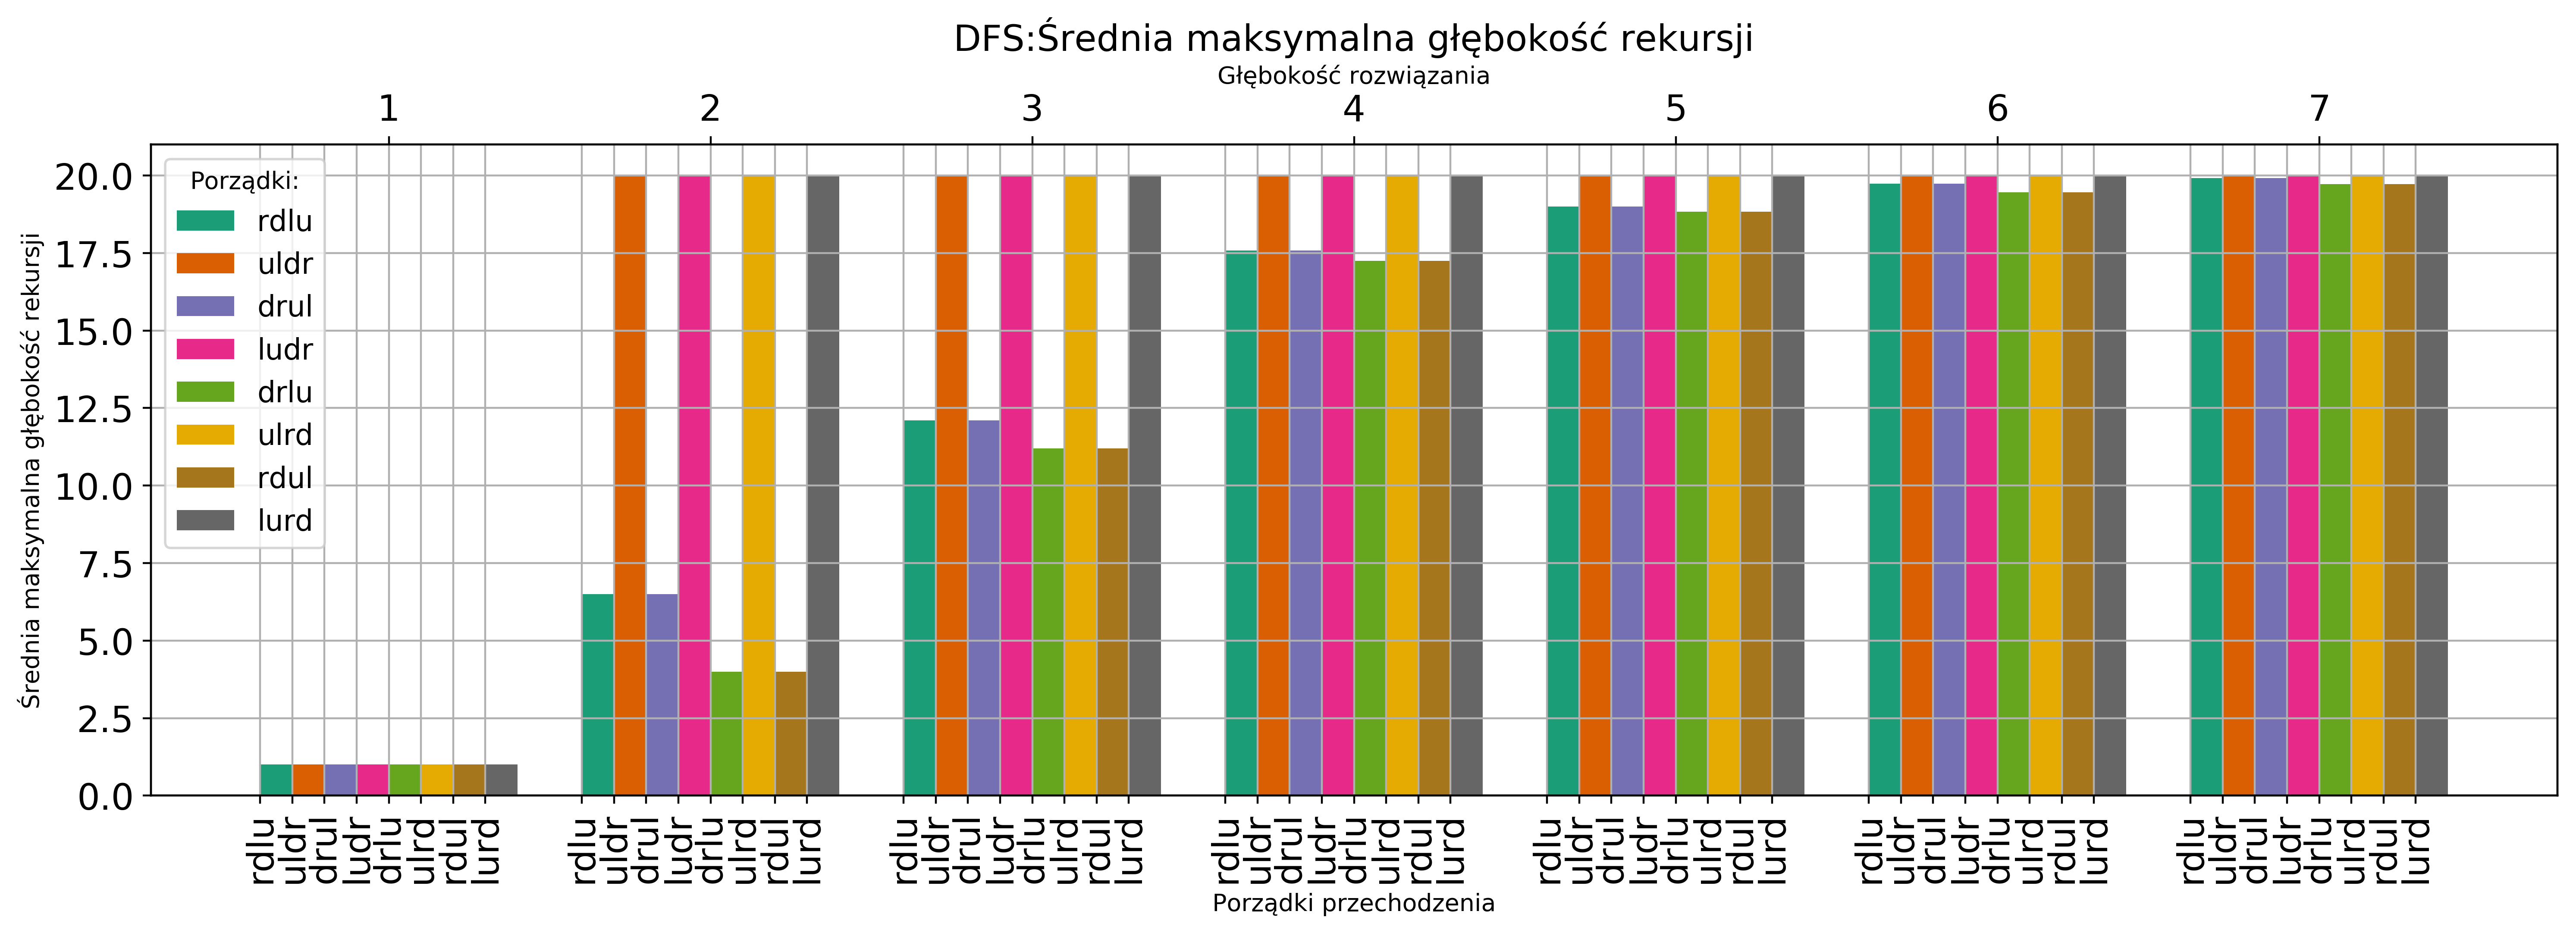 DFS:Średnia maksymalna głębokość rekursji
Głębokość rozwiązania
1 2 3 4 5 6 7
Średnia maksymalna głębokość rekursji
20.0
17.5
15.0
12.5
10.0
7.5
5.0
2.5
0.0
Porządki:
rdlu
uldr
drul
ludr
drlu
ulrd
rdul
lurd
rdlu uldr drul ludr drlu ulrd rdul lurd rdlu uldr drul ludr drlu ulrd rdul lurd rdlu uldr drul ludr drlu ulrd rdul lurd rdlu uldr drul ludr drlu ulrd rdul lurd rdlu uldr drul ludr drlu ulrd rdul lurd rdlu uldr drul ludr drlu ulrd rdul lurd rdlu uldr drul ludr drlu ulrd rdul lurd
Porządki przechodzenia